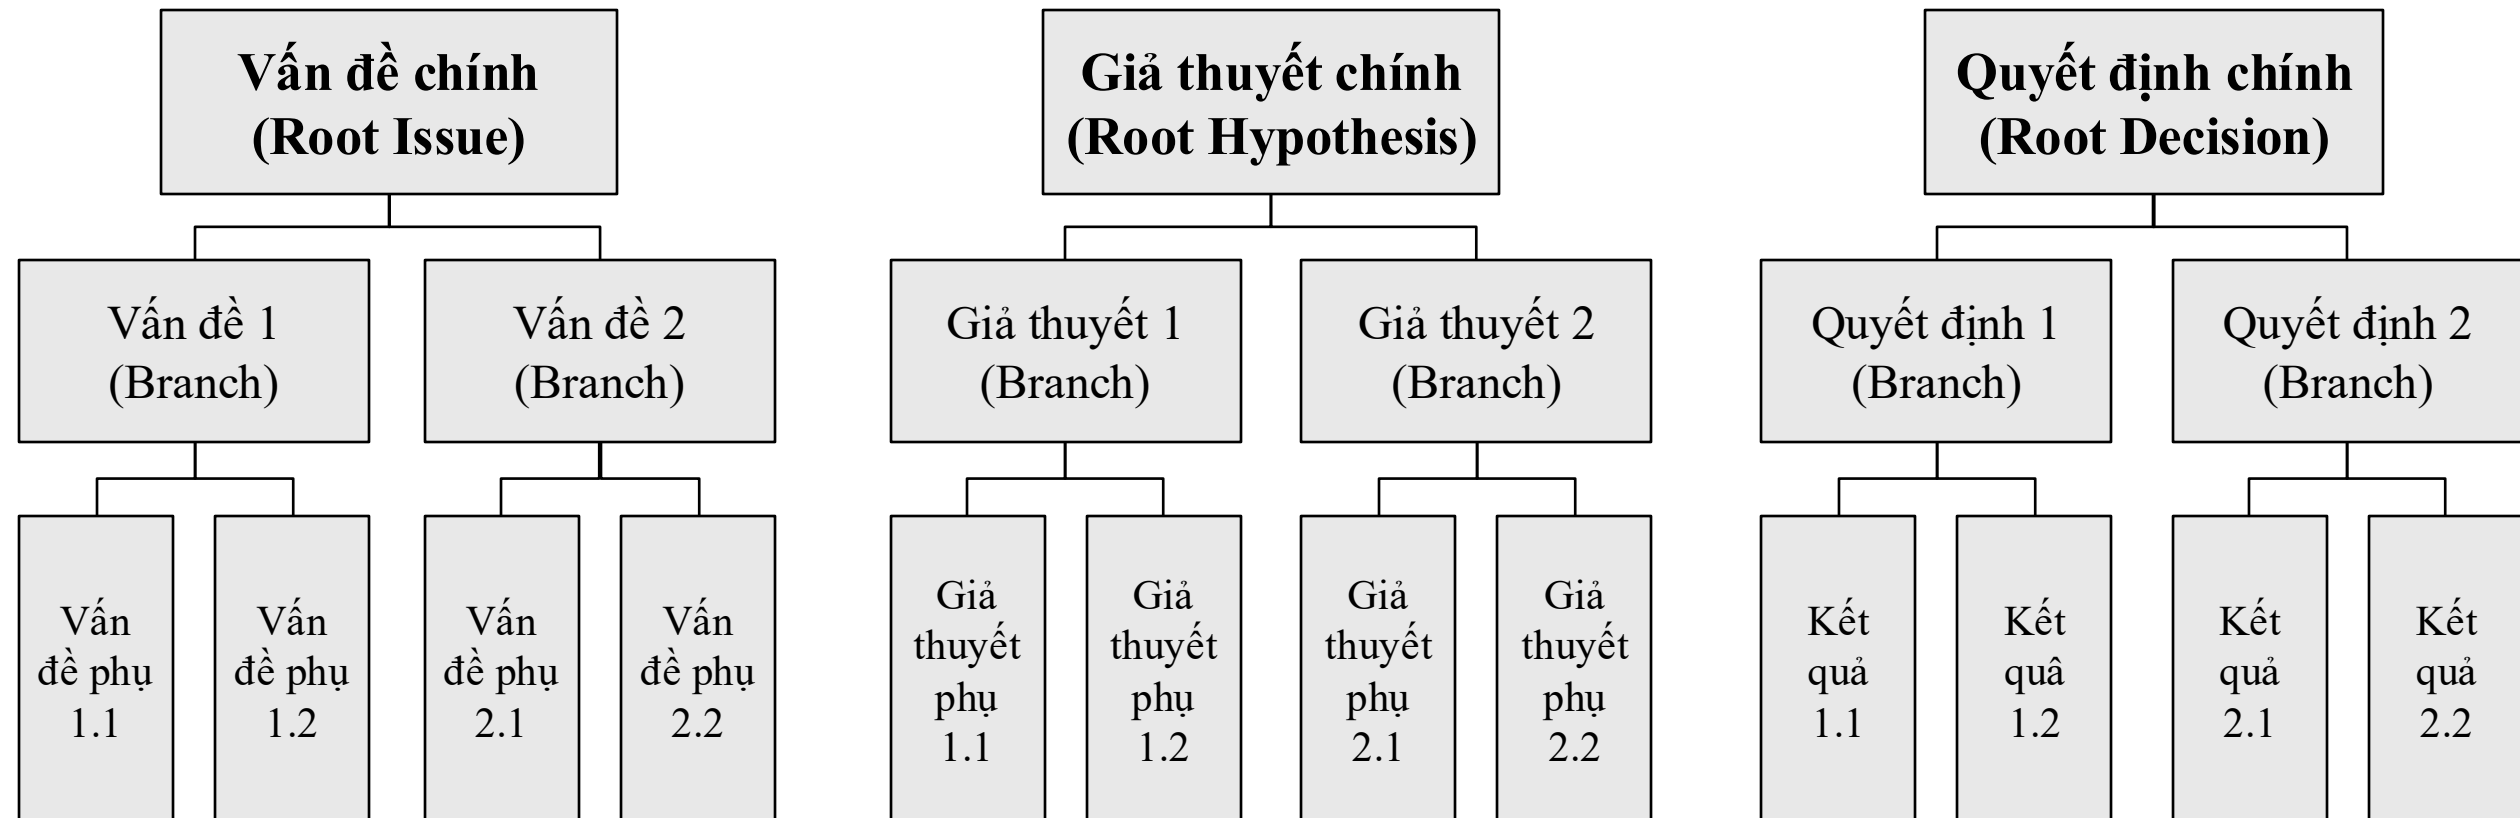 Vấn đề chính
(Root Issue)
Vấn đề 1
(Branch)
Vấn đề 2
(Branch)
Vấn
đề phụ
1.1
Vấn
đề phụ
1.2
Vấn
đề phụ
2.1
Vấn
đề phụ
2.2
Giả thuyết chính
(Root Hypothesis)
Giả thuyết 1
(Branch)
Giả thuyết 2
(Branch)
Giả
thuyết
phụ
1.1
Giả
thuyết
phụ
1.2
Giả
thuyết
phụ
2.1
Giả
thuyết
phụ
2.2
Quyết định chính
(Root Decision)
Quyết định 1
(Branch)
Quyết định 2
(Branch)
Kết
quả
1.1
Kết
quâ
1.2
Kết
quả
2.1
Kết
quả
2.2